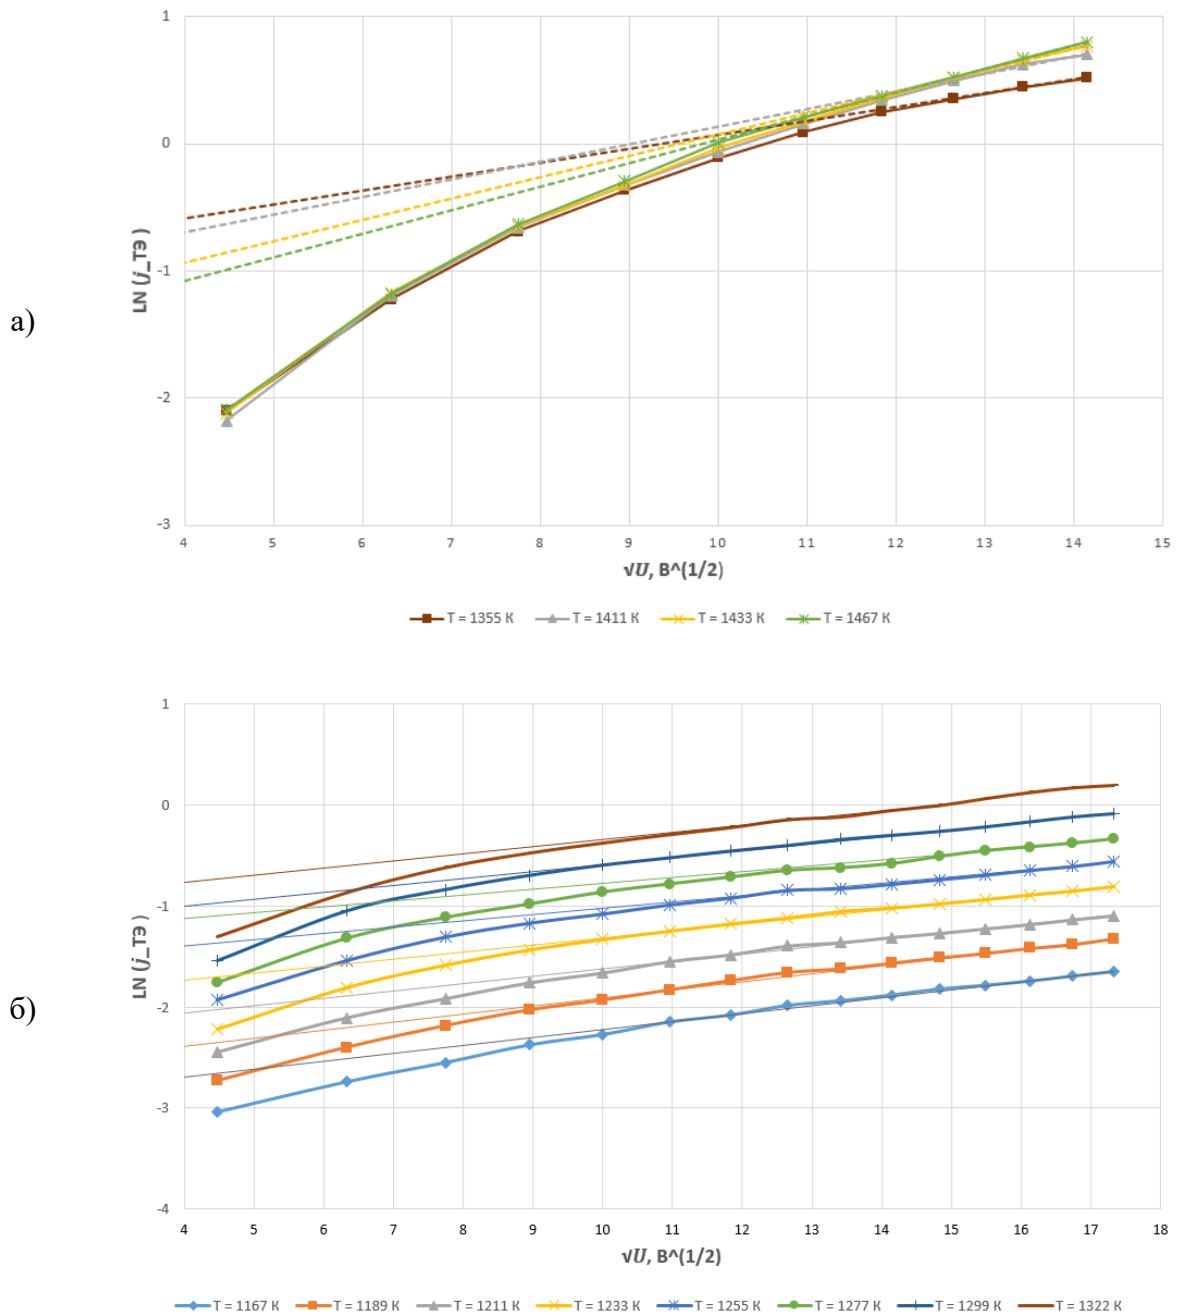 1
0
-1
а)
LN (j_ТЭ )
-2
-3
4 5 6 7 8 9 10 11 12 13 14 15
√U, В^(1/2)
T = 1355 K T = 1411 K T = 1433 K T = 1467 K
1
0
-1
LN (j_ТЭ )
-2
б)
-3
-4
4 5 6 7 8 9 10 11 12 13 14 15 16 17 18
√U, В^(1/2)
T = 1167 K T = 1189 K T = 1211 K T = 1233 K T = 1255 K T = 1277 K T = 1299 K T = 1322 K